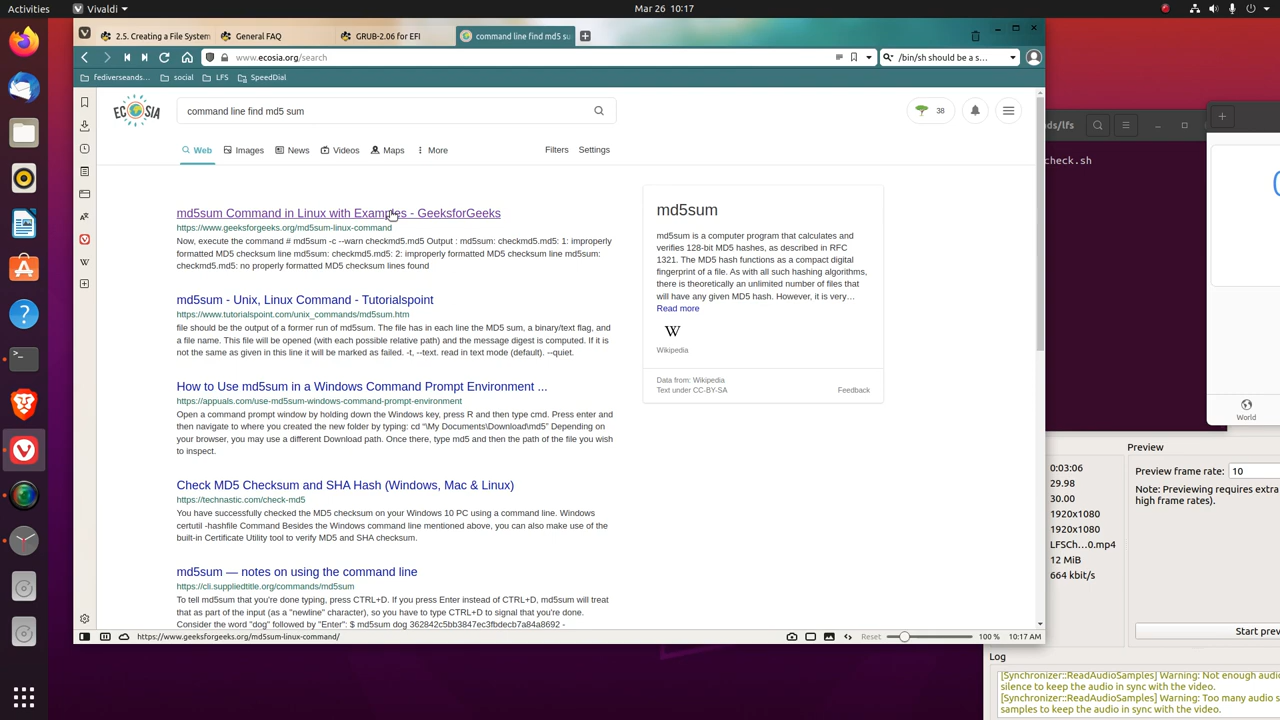 Vivaldi
Mar 26 10:17
2.5. Creating a File System
General FAQ
GRUB-2.06 for EFI
command line find md5 su
www.ecosia.org/search
/bin/sh should be a s...
fediverseands...
social
LFS
SpeedDial
ECOSIA
command line find md5 sum
38
Web
Images
News
Videos
Maps
More
Filters
Settings
md5sum Command in Linux with Examples - GeeksforGeeks
https://www.geeksforgeeks.org/md5sum-linux-command
Now, execute the command # md5sum -c --warn checkmd5.md5 Output : md5sum: checkmd5.md5: 1: improperly
formatted MD5 checksum line md5sum: checkmd5.md5: 2: improperly formatted MD5 checksum line md5sum:
checkmd5.md5: no properly formatted MD5 checksum lines found
md5sum - Unix, Linux Command - Tutorialspoint
https://www.tutorialspoint.com/unix_commands/md5sum.htm
file should be the output of a former run of md5sum. The file has in each line the MD5 sum, a binary/text flag, and
a file name. This file will be opened (with each possible relative path) and the message digest is computed. If it is
not the same as given in this line it will be marked as failed. -t, --text. read in text mode (default). --quiet.
How to Use md5sum in a Windows Command Prompt Environment ...
https://appuals.com/use-md5sum-windows-command-prompt-environment
Open a command prompt window by holding down the Windows key, press R and then type cmd. Press enter and
then navigate to where you created the new folder by typing: cd “\My Documents\Download\md5” Depending on
your browser, you may use a different Download path. Once there, type md5 and then the path of the file you wish
to inspect.
Check MD5 Checksum and SHA Hash (Windows, Mac & Linux)
https://technastic.com/check-md5
You have successfully checked the MD5 checksum on your Windows 10 PC using a command line. Windows
certutil -hashfile Command Besides the Windows command line mentioned above, you can also make use of the
built-in Certificate Utility tool to verify MD5 and SHA checksum.
md5sum — notes on using the command line
https://cli.suppliedtitle.org/commands/md5sum
To tell md5sum that you're done typing, press CTRL+D. If you press Enter instead of CTRL+D, md5sum will treat
that as part of the input (as a "newline" character), so you have to type CTRL+D to signal that you're done.
Consider the word "dog" followed by "Enter": $ md5sum dog 362842c5bb3847ec3fbdecb7a84a8692 -
md5sum
md5sum is a computer program that calculates and
verifies 128-bit MD5 hashes, as described in RFC
1321. The MD5 hash functions as a compact digital
fingerprint of a file. As with all such hashing algorithms,
there is theoretically an unlimited number of files that
will have any given MD5 hash. However, it is very…
Read more
W
Wikipedia
Data from: Wikipedia
Text under CC-BY-SA
Feedback
https://www.geeksforgeeks.org/md5sum-linux-command/
Reset
100 %
10:17 AM
ds/lfs
check.sh
World
0:03:06
29.98
30.00
1920x1080
1920x1080
LFSCh…0.mp4
12 MiB
664 kbit/s
Preview
Preview frame rate:
10
Note: Previewing requires extra
high frame rates).
Start prev
Log
[Synchronizer::ReadAudioSamples] Warning: Not enough audi
silence to keep the audio in sync with the video.
[Synchronizer::ReadAudioSamples] Warning: Too many audio s
samples to keep the audio in sync with the video.